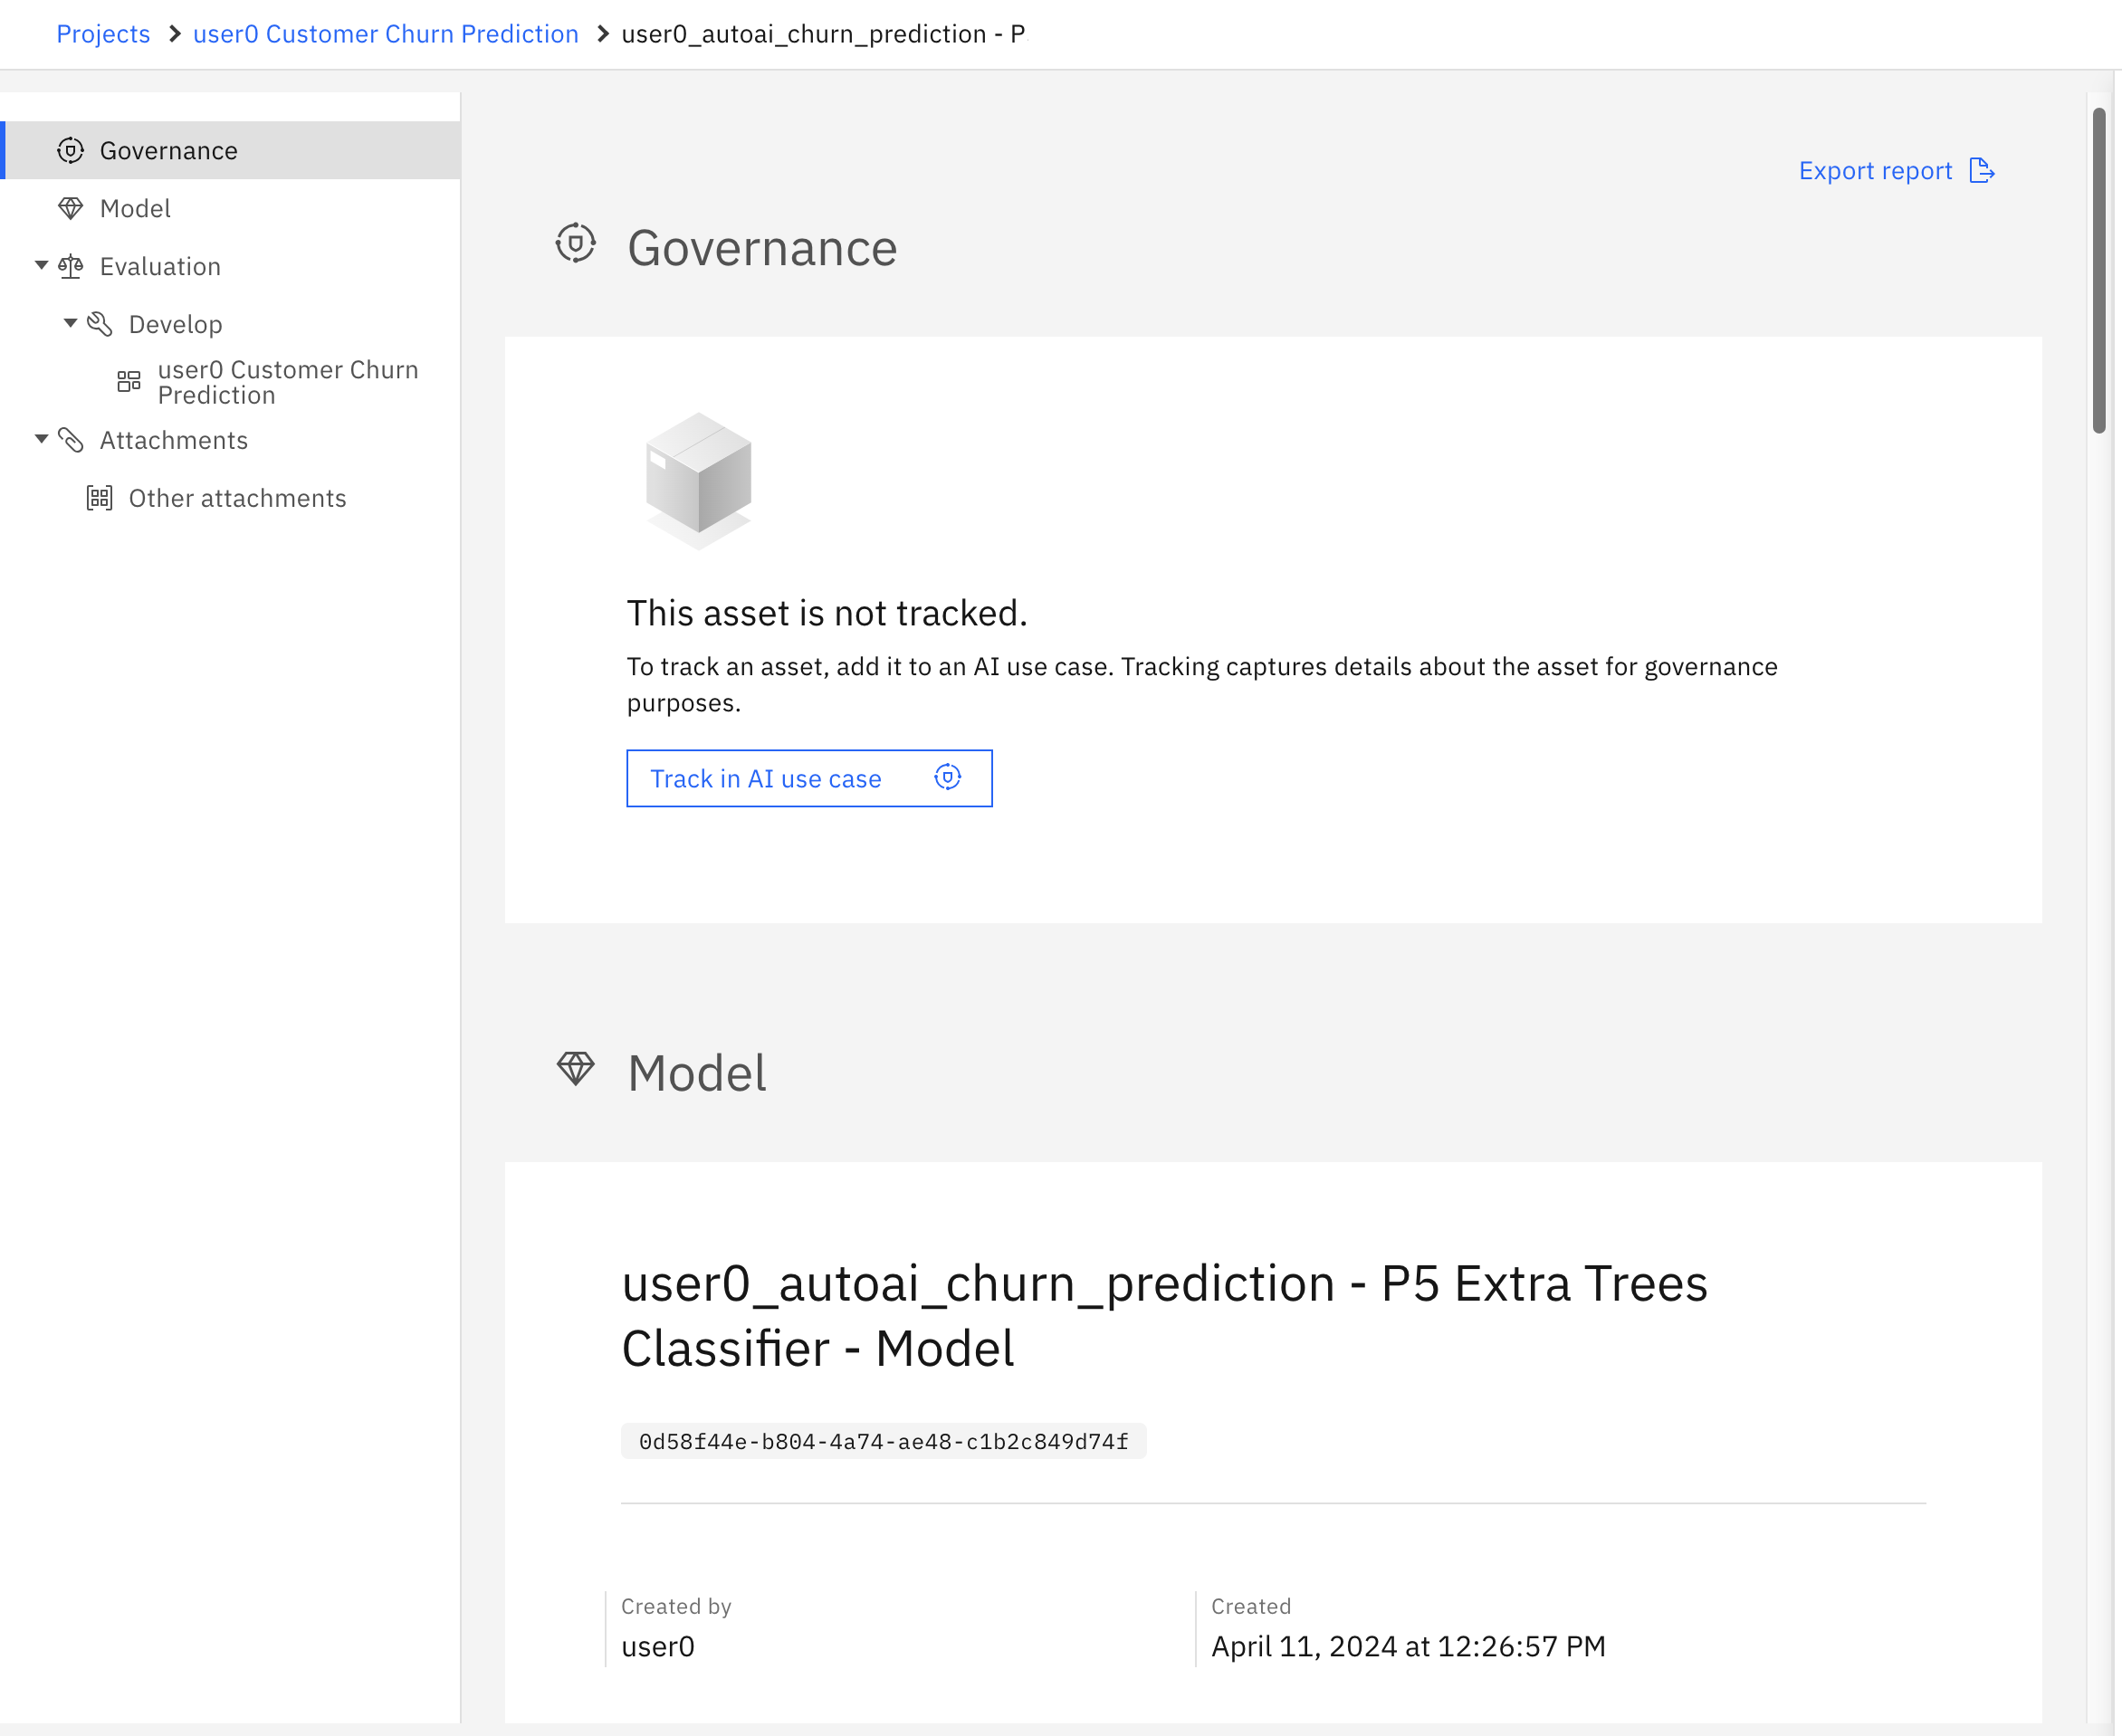 Projects > user0 Customer Churn Prediction > user0_autoai_churn_prediction - P
Governance
Model
Evaluation
Develop
user0 Customer Churn
Prediction
Attachments
Other attachments
Export report
Governance
This asset is not tracked.
To track an asset, add it to an AI use case. Tracking captures details about the asset for governance
purposes.
Track in AI use case
Model
user0_autoai_churn_prediction - P5 Extra Trees
Classifier - Model
0d58f44e-b804-4a74-ae48-c1b2c849d74f
Created by
user0
Created
April 11, 2024 at 12:26:57 PM